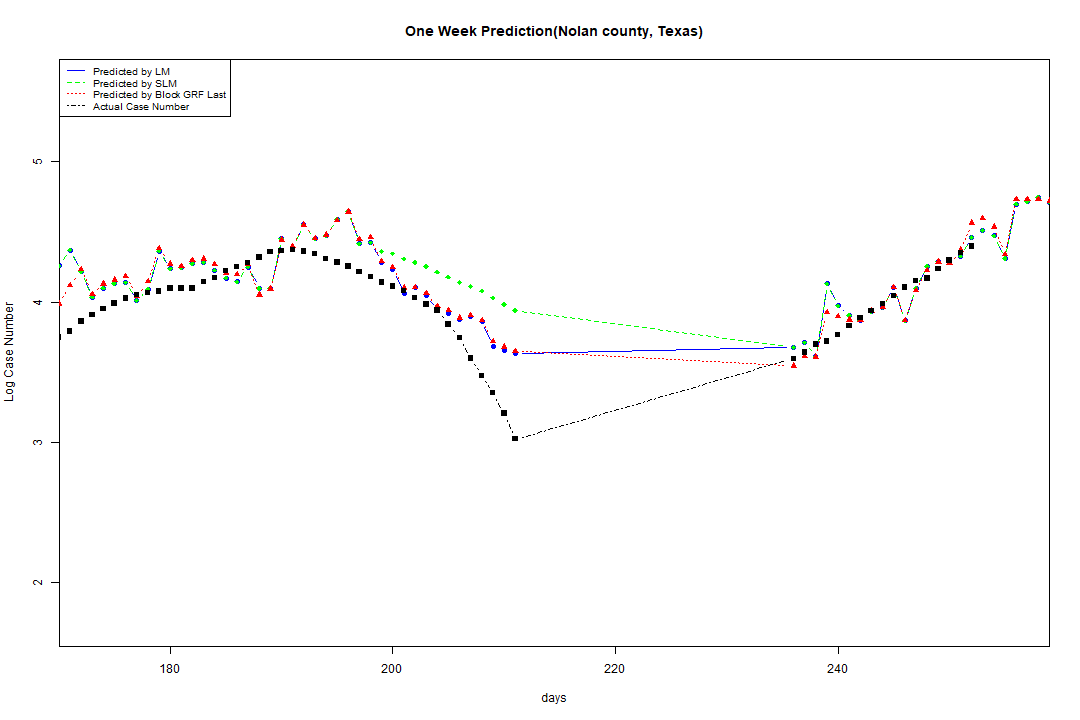 One Week Prediction(Nolan county, Texas)
Predicted by LM
Predicted by SLM
Predicted by Block GRF Last
Actual Case Number
5
4
3
2
Log Case Number
180
200
220
240
days